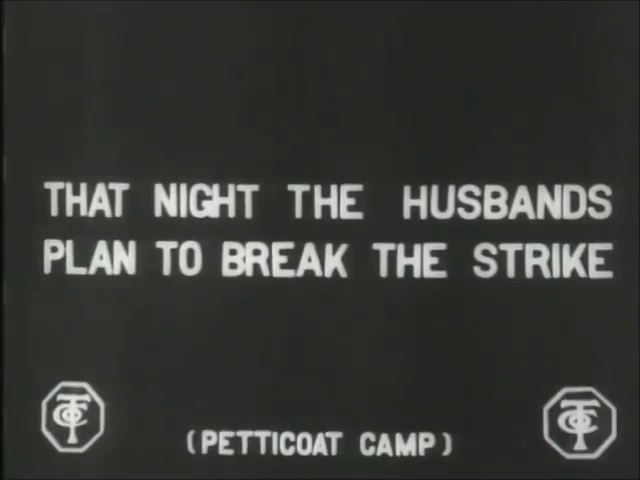 THAT NIGHT THE HUSBANDS
PLAN TO BREAK THE STRIKE
(PETTICOAT CAMP)